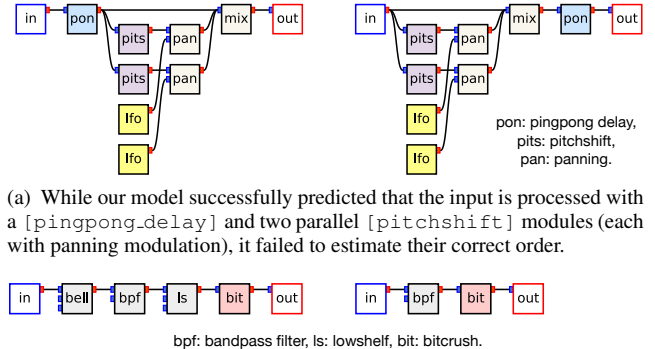 in pon mix out in mix pon out
pits pan pits pan
pits pan pits pan
lfo lfo
lfo lfo
pon: pingpong delay,
pits: pitchshift,
pan: panning.
(a) While our model successfully predicted that the input is processed with
a [pingpong_delay] and two parallel [pitchshift] modules (each
with panning modulation), it failed to estimate their correct order.
in bell bpf ls bit out in bpf bit out
bpf: bandpass filter, ls: lowshelf, bit: bitcrush.